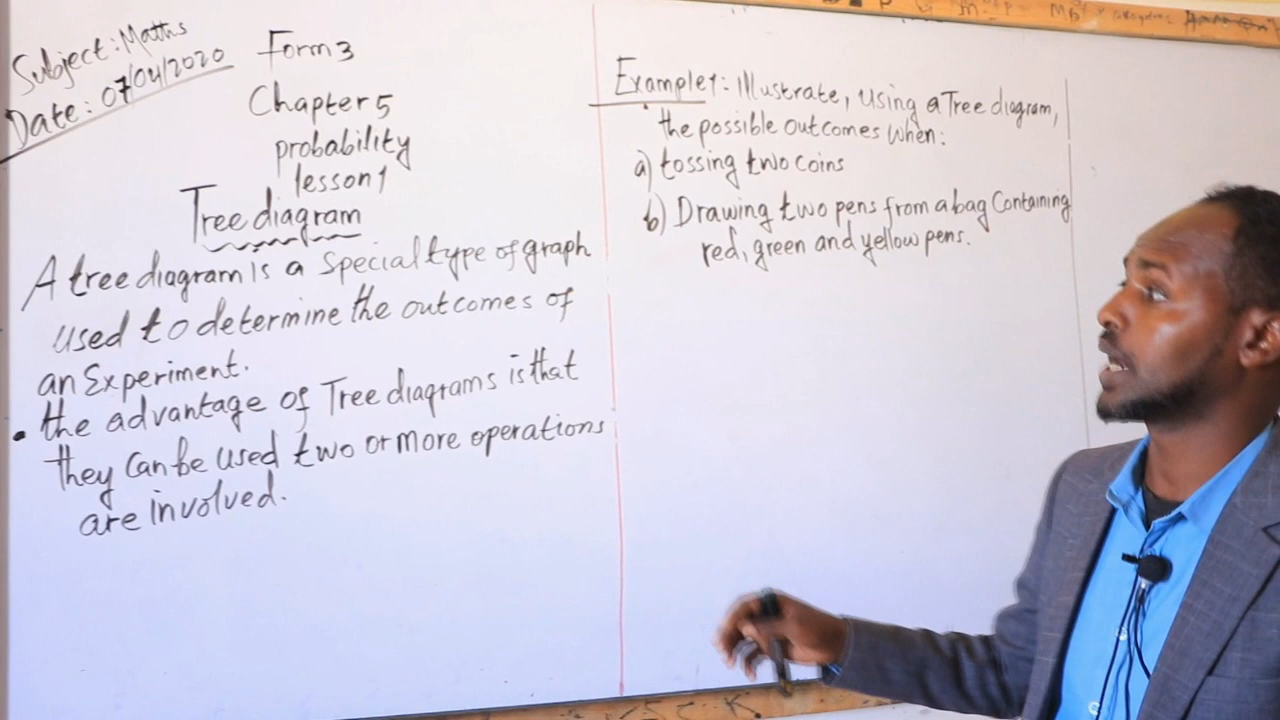 Subject: Maths
Date: 07/04/2020
Form 3
Chapter 5
probability
lesson 1
Tree diagram
A tree diagram is a special type of graph
used to determine the outcomes of
an Experiment.
• the advantage of Tree diagrams is that
they can be used two or more operations
are involved.
Example 1: Illustrate, using a Tree diagram,
the possible outcomes when:
a) tossing two coins
b) Drawing two pens from a bag Containing
red, green and yellow pens.